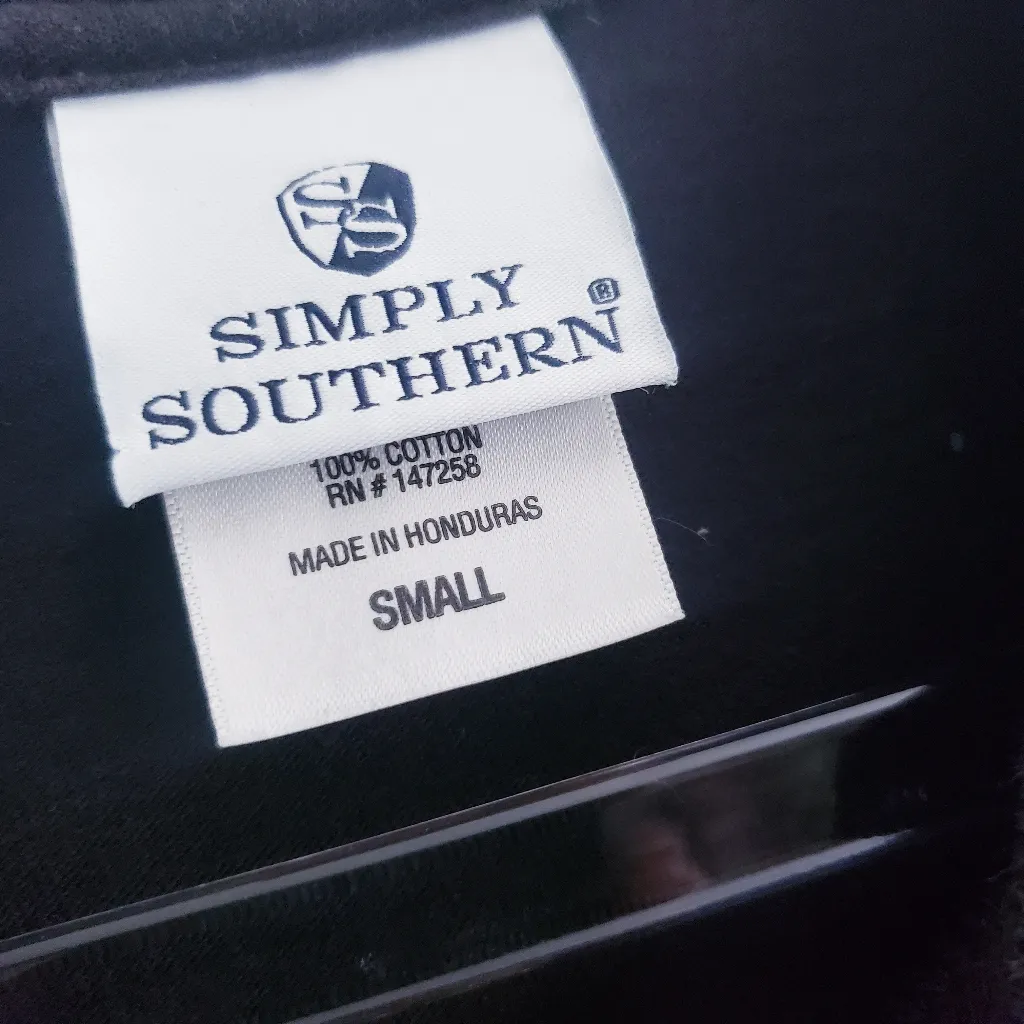 SS
SIMPLY
SOUTHERN®
100% COTTON
RN # 147258
MADE IN HONDURAS
SMALL